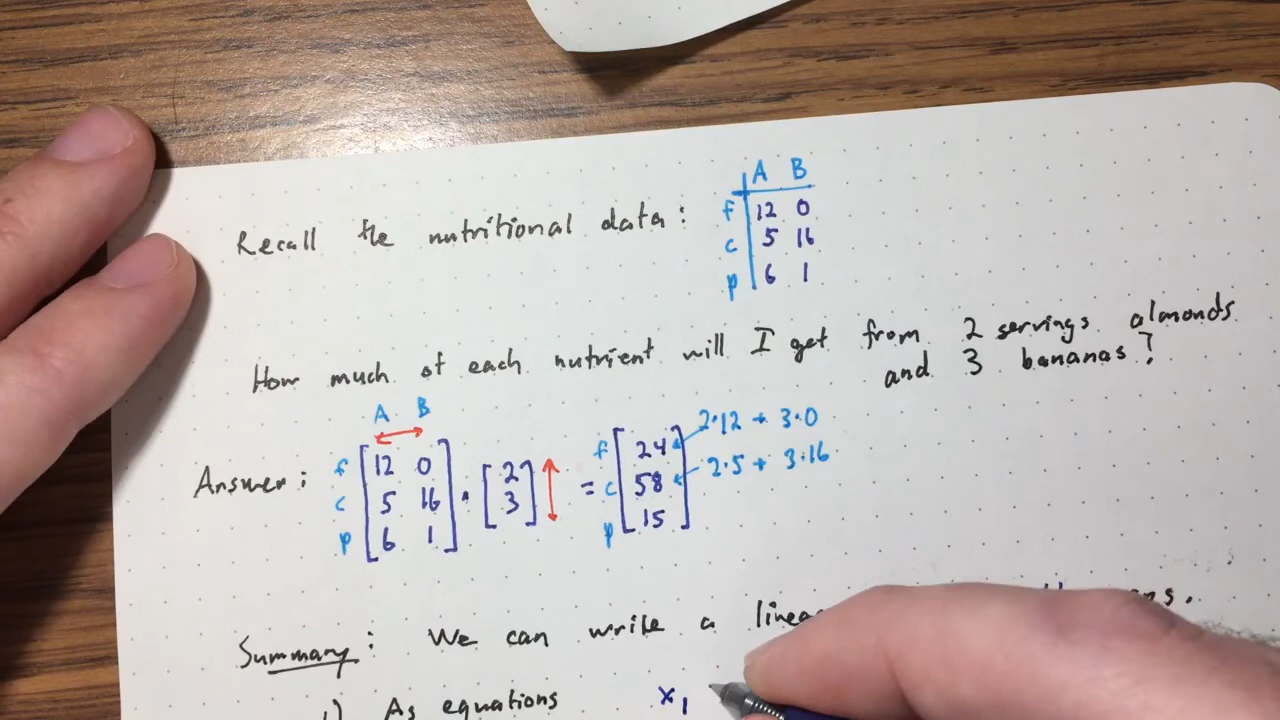 A B
Recall the nutritional data: f 12 0
c 5 16
p 6 1
How much of each nutrient will I get from 2 servings almonds
and 3 bananas?
A B
Answer: f [12 0] [2] = f [24] 2·12 + 3·0
c [5 16] · [3] c [58] 2·5 + 3·16
p [6 1] p [15]
Summary: We can write a
1) As equations x₁